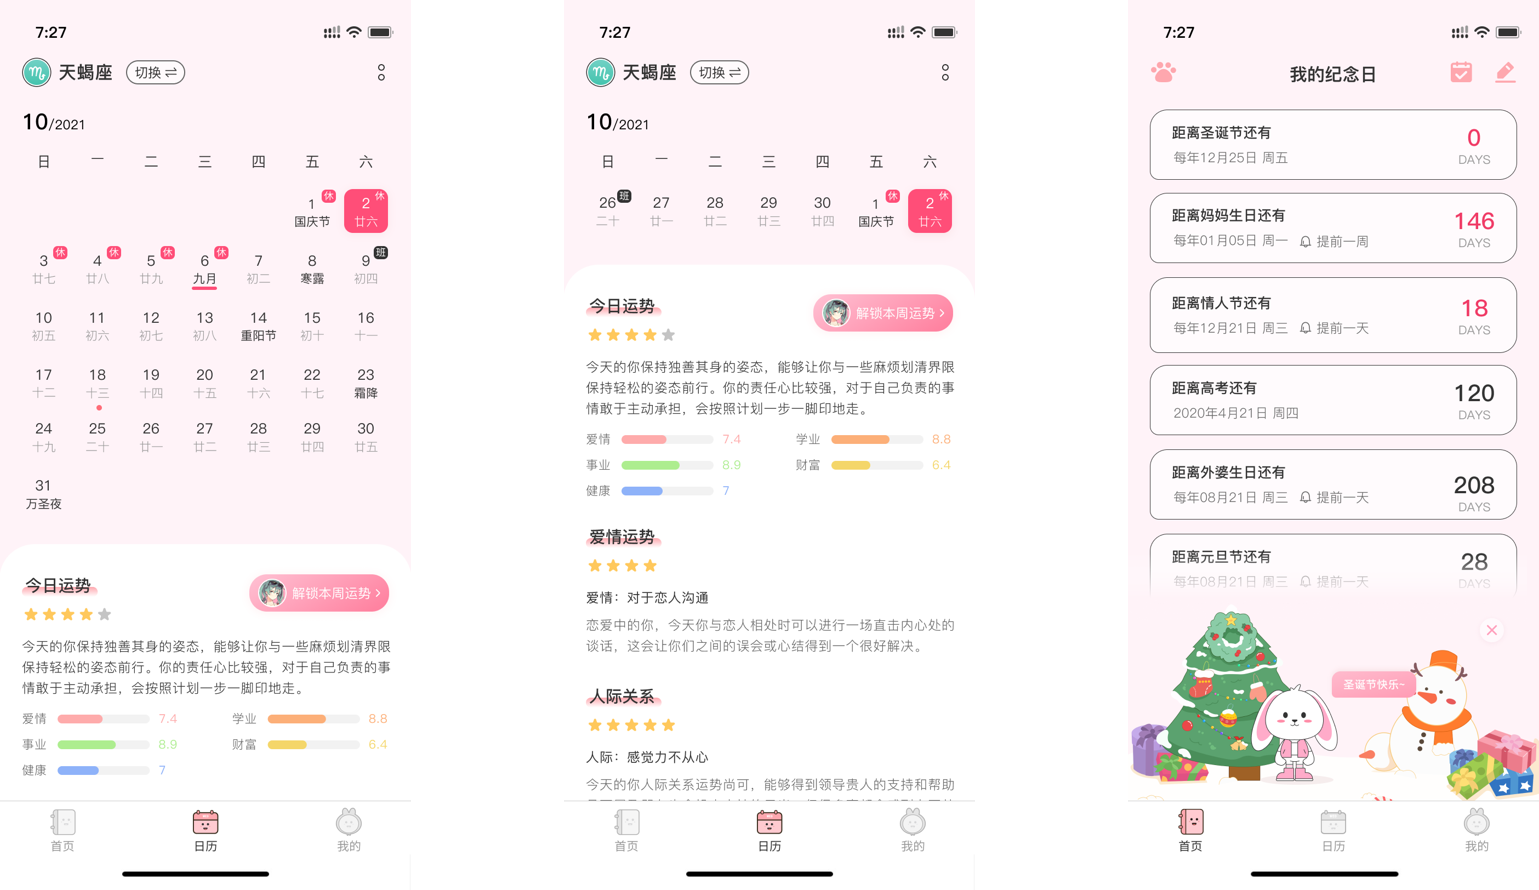 7:27
天蝎座 切换
10/2021
日 一 二 三 四 五 六
1 休 2 休
国庆节 廿六
3 休 4 休 5 休 6 休 7 8 9 班
廿七 廿八 廿九 九月 初二 寒露 初四
10 11 12 13 14 15 16
初五 初六 初七 初八 重阳节 初十 十一
17 18 19 20 21 22 23
十二 十三 十四 十五 十六 十七 霜降
24 25 26 27 28 29 30
十九 二十 廿一 廿二 廿三 廿四 廿五
31
万圣夜
今日运势
解锁本周运势 >
今天的你保持独善其身的姿态，能够让你与一些麻烦划清界限
保持轻松的姿态前行。你的责任心比较强，对于自己负责的事
情敢于主动承担，会按照计划一步一脚印地走。
爱情 7.4 学业 8.8
事业 8.9 财富 6.4
健康 7
首页 日历 我的
7:27
天蝎座 切换
10/2021
日 一 二 三 四 五 六
26 班 27 28 29 30 1 休 2 休
二十 廿一 廿二 廿三 廿四 国庆节 廿六
今日运势
解锁本周运势 >
今天的你保持独善其身的姿态，能够让你与一些麻烦划清界限
保持轻松的姿态前行。你的责任心比较强，对于自己负责的事
情敢于主动承担，会按照计划一步一脚印地走。
爱情 7.4 学业 8.8
事业 8.9 财富 6.4
健康 7
爱情运势
爱情：对于恋人沟通
恋爱中的你，今天你与恋人相处时可以进行一场直击内心处的
谈话，这会让你们之间的误会或心结得到一个很好解决。
人际关系
人际：感觉力不从心
今天的你人际关系运势尚可，能够得到领导贵人的支持和帮助
首页 日历 我的
7:27
我的纪念日
距离圣诞节还有
每年12月25日 周五
0
DAYS
距离妈妈生日还有
每年01月05日 周一 提前一周
146
DAYS
距离情人节还有
每年12月21日 周三 提前一天
18
DAYS
距离高考还有
2020年4月21日 周四
120
DAYS
距离外婆生日还有
每年08月21日 周三 提前一天
208
DAYS
距离元旦节还有
每年08月21日 周三 提前一天
28
DAYS
圣诞节快乐~
首页 日历 我的